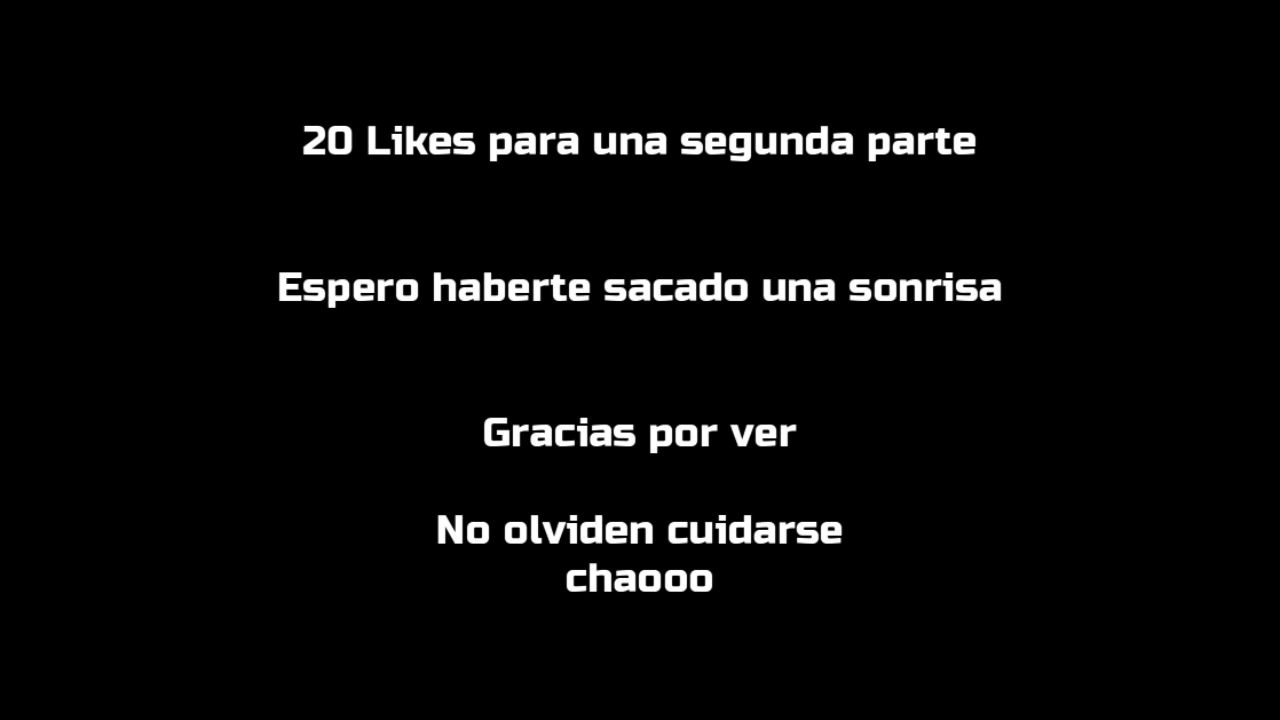 20 Likes para una segunda parte
Espero haberte sacado una sonrisa
Gracias por ver
No olviden cuidarse
chaooo